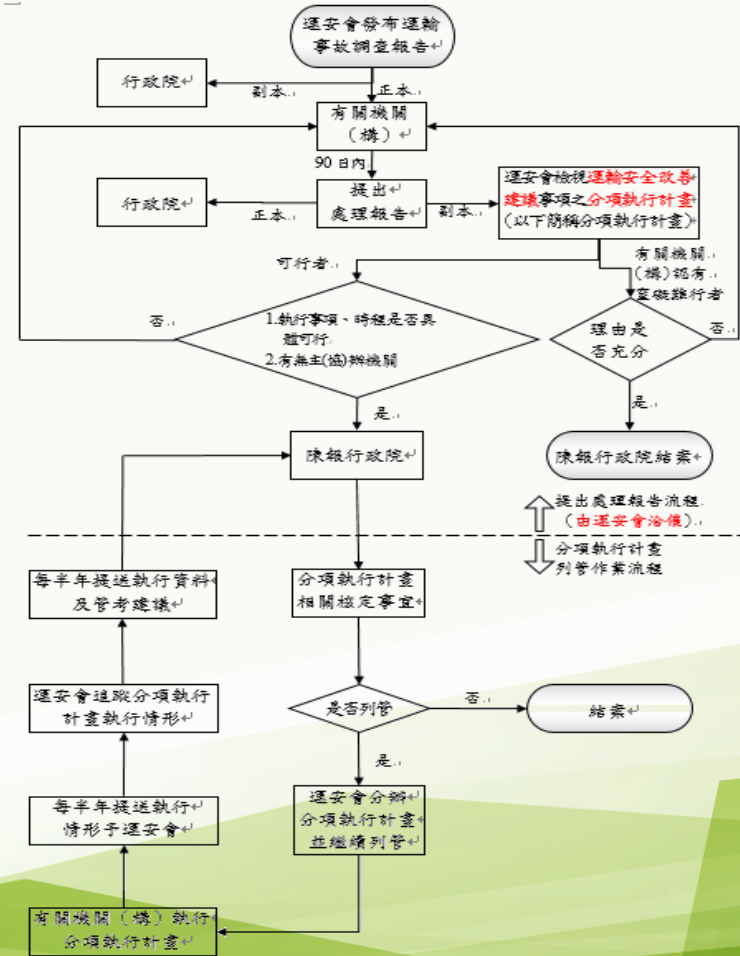 運安會發布運輸
事故調查報告
行政院
副本
正本
有關機關
(構)
90 日內
行政院
正本
提出
處理報告
副本
運安會檢視運輸安全改善
建議事項之分項執行計畫
(以下簡稱分項執行計畫)
可行者
有關機關
(構)認有
窒礙難行者
否
1.執行事項、時程是否具
體可行
2.有無主(協)辦機關
理由是
否充分
否
是
是
陳報行政院
陳報行政院結案
提出處理報告流程
(由運安會洽催)
分項執行計畫
列管作業流程
每半年提送執行資料
及管考建議
分項執行計畫
相關核定事宜
運安會追蹤分項執行
計畫執行情形
是否列管
否
結案
是
每半年提送執行
情形予運安會
運安會分辦
分項執行計畫
並繼續列管
有關機關(構)執行
分項執行計畫